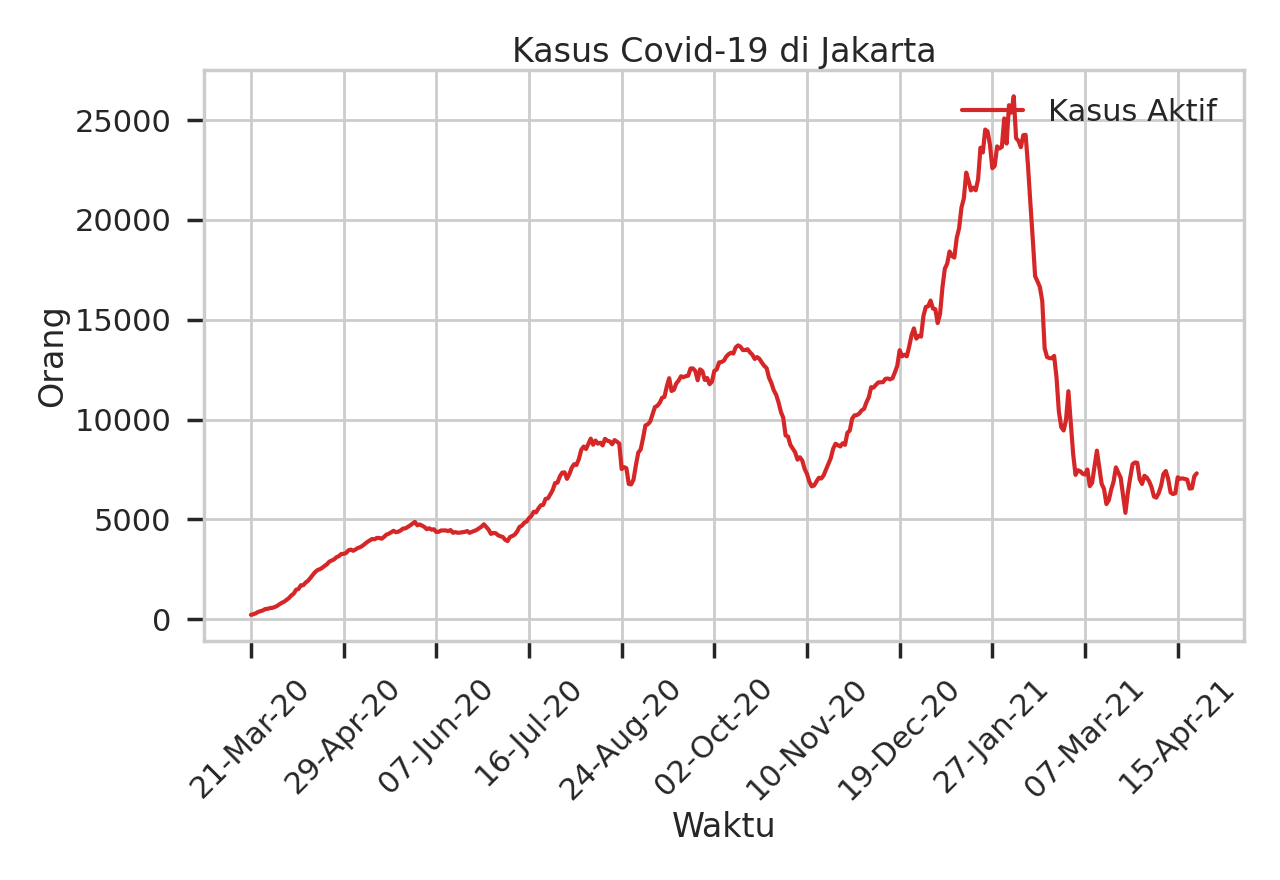 Kasus Covid-19 di Jakarta
Kasus Aktif
25000
20000
15000
10000
5000
0
Orang
21-Mar-20
29-Apr-20
07-Jun-20
16-Jul-20
24-Aug-20
02-Oct-20
10-Nov-20
19-Dec-20
27-Jan-21
07-Mar-21
15-Apr-21
Waktu